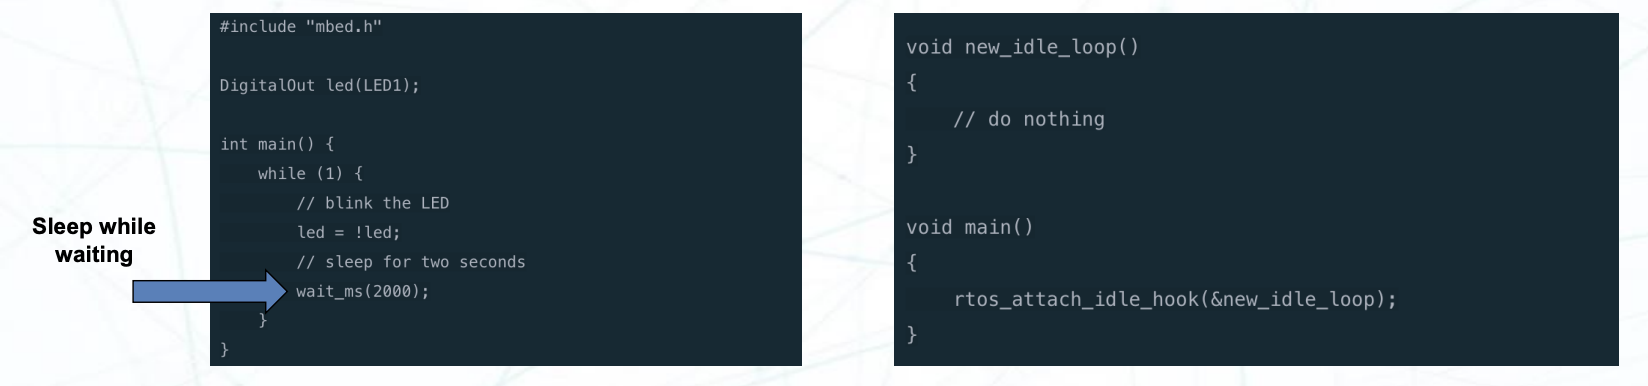 Sleep while
waiting
#include "mbed.h"
DigitalOut led(LED1);
int main() {
    while (1) {
        // blink the LED
        led = !led;
        // sleep for two seconds
        wait_ms(2000);
    }
}
void new_idle_loop()
{
    // do nothing
}
void main()
{
    rtos_attach_idle_hook(&new_idle_loop);
}